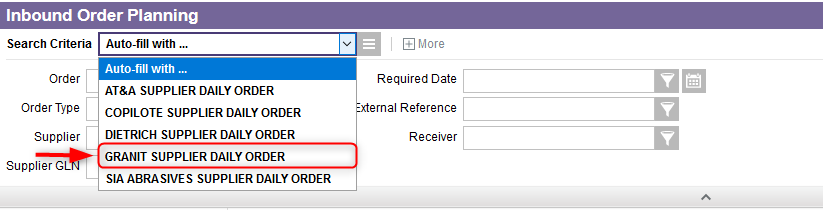 Inbound Order Planning
Search Criteria Auto-fill with ... More
Auto-fill with ...
AT&A SUPPLIER DAILY ORDER
COPILOTE SUPPLIER DAILY ORDER
DIETRICH SUPPLIER DAILY ORDER
GRANIT SUPPLIER DAILY ORDER
SIA ABRASIVES SUPPLIER DAILY ORDER
Order
Order Type
Supplier
Supplier GLN
Required Date
External Reference
Receiver